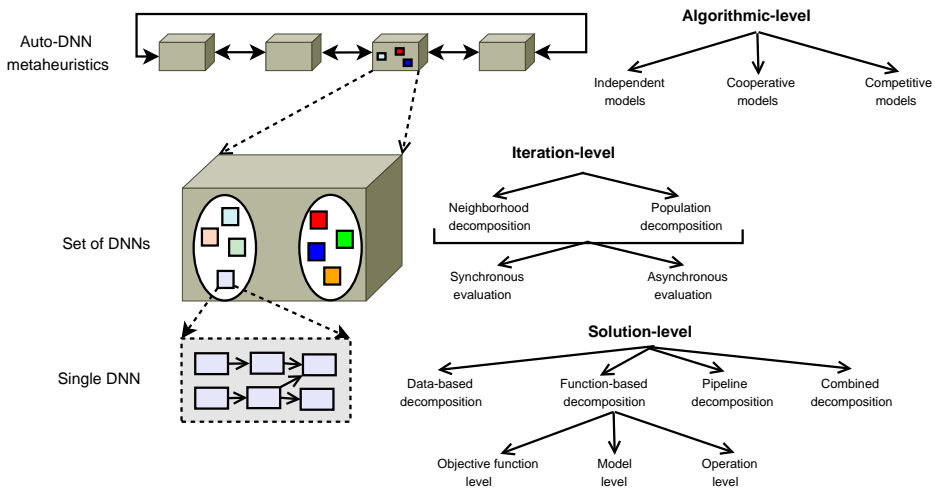 Auto-DNN
metaheuristics
Algorithmic-level
Independent
models
Cooperative
models
Competitive
models
Set of DNNs
Iteration-level
Neighborhood
decomposition
Population
decomposition
Synchronous
evaluation
Asynchronous
evaluation
Single DNN
Solution-level
Data-based
decomposition
Function-based
decomposition
Pipeline
decomposition
Combined
decomposition
Objective function
level
Model
level
Operation
level